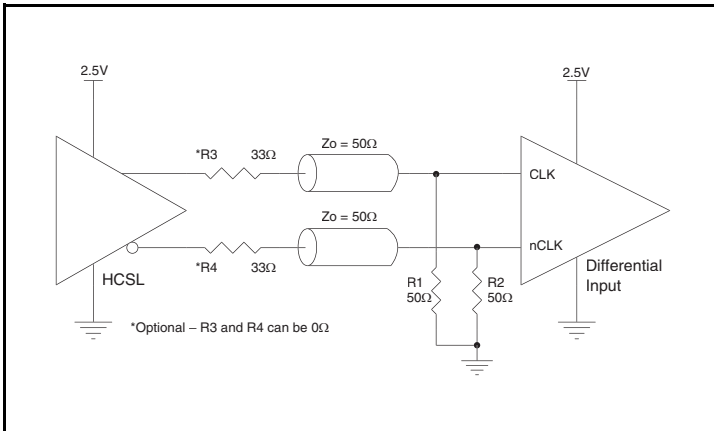 2.5V
2.5V
*R3 33Ω
Zo = 50Ω
CLK
Zo = 50Ω
nCLK
HCSL
*R4 33Ω
R1
50Ω
R2
50Ω
Differential
Input
*Optional – R3 and R4 can be 0Ω